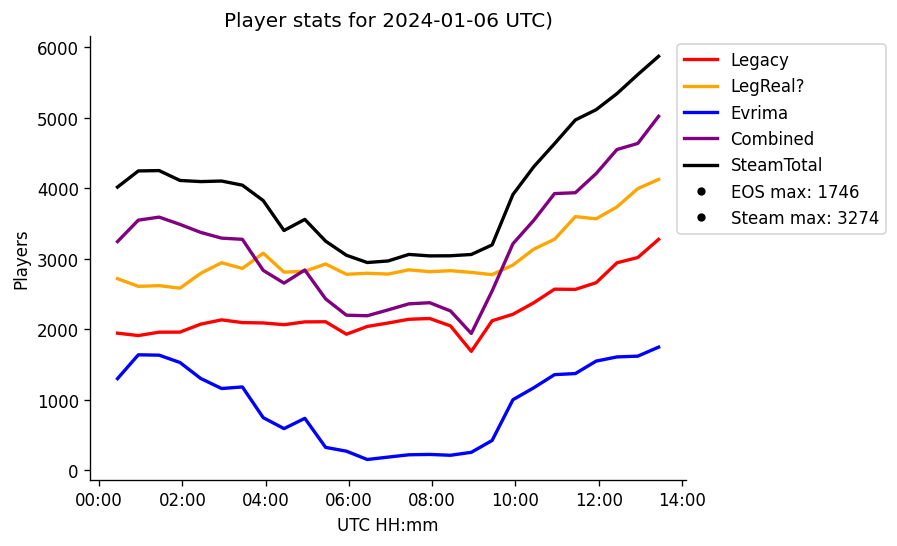 Player stats for 2024-01-06 UTC)
Players
6000
5000
4000
3000
2000
1000
0
00:00 02:00 04:00 06:00 08:00 10:00 12:00 14:00
UTC HH:mm
Legacy
LegReal?
Evrima
Combined
SteamTotal
EOS max: 1746
Steam max: 3274